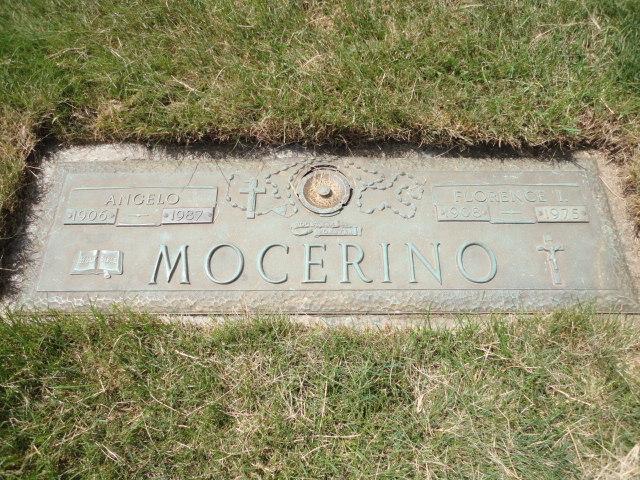 ANGELO
1906 1987
FLORENCE I.
1908 1975
MOCERINO